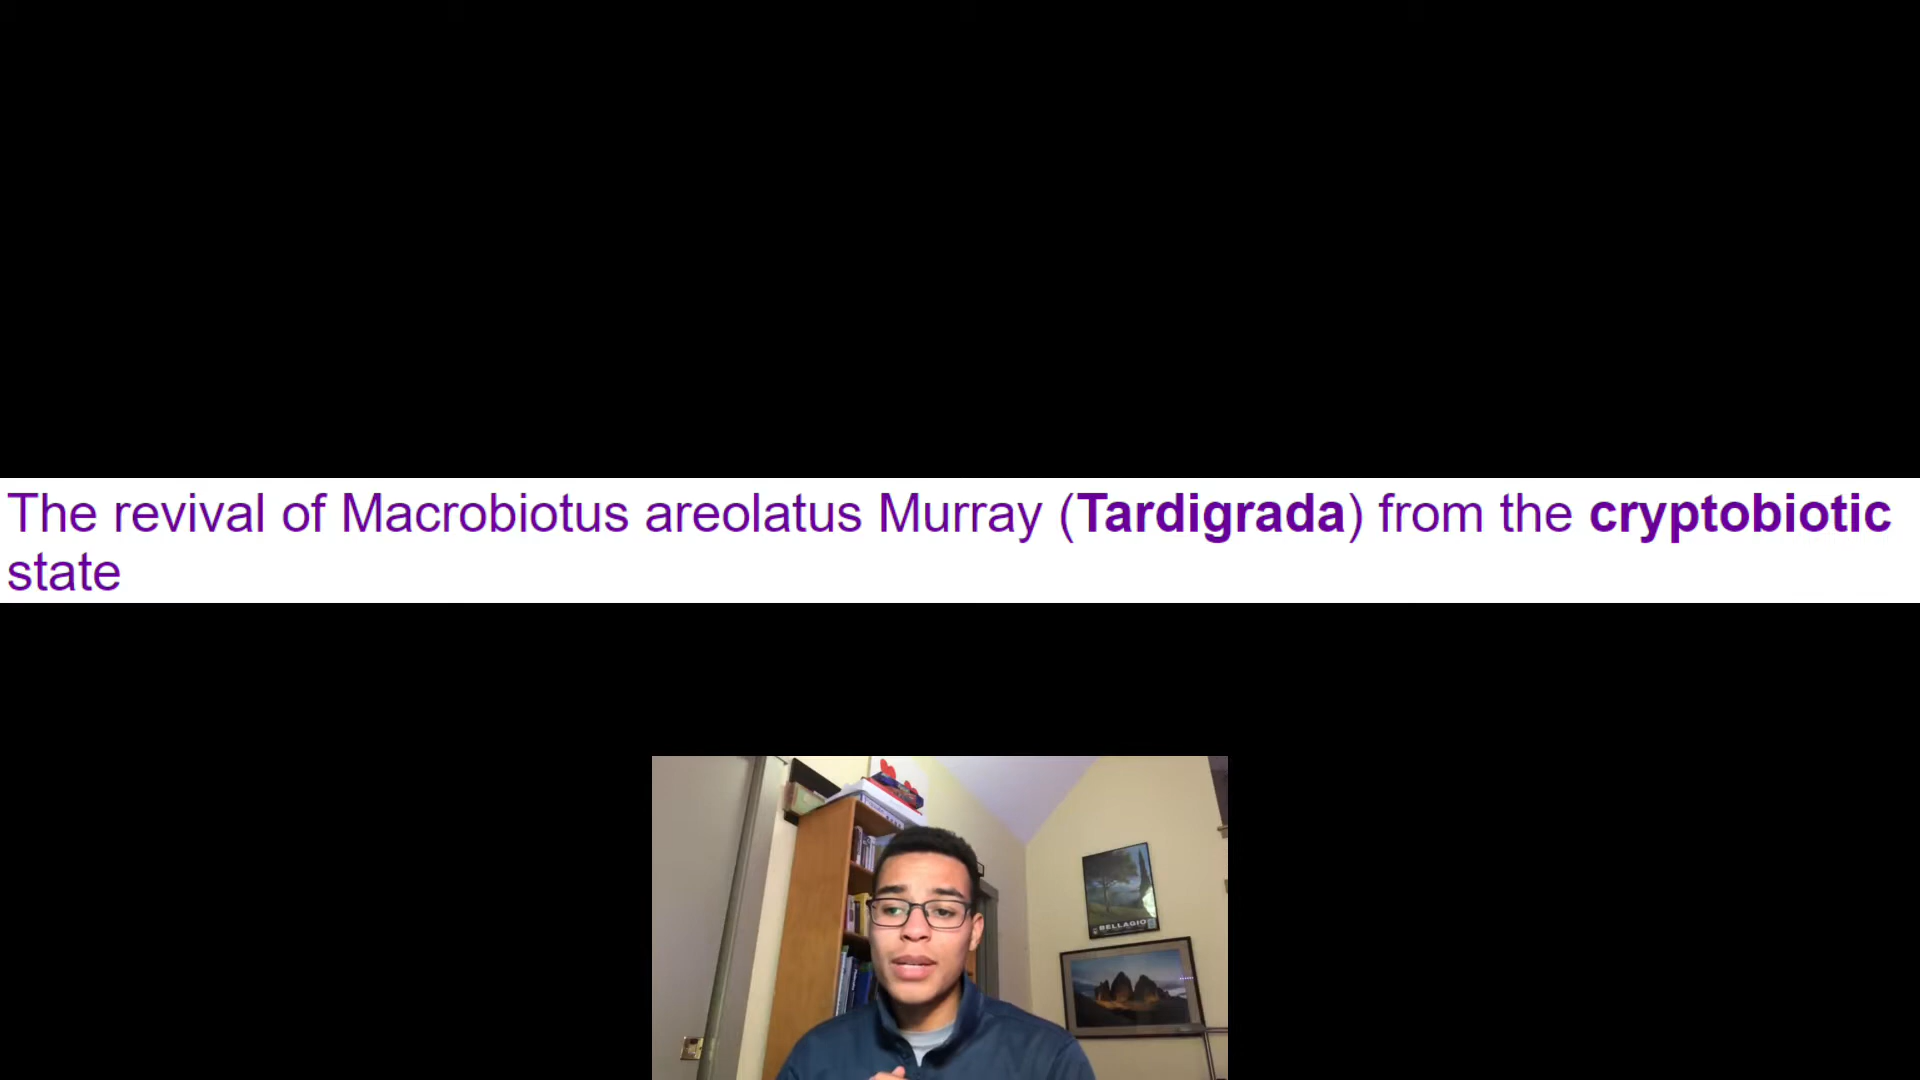 The revival of Macrobiotus areolatus Murray (Tardigrada) from the cryptobiotic
state
BELLAGIO